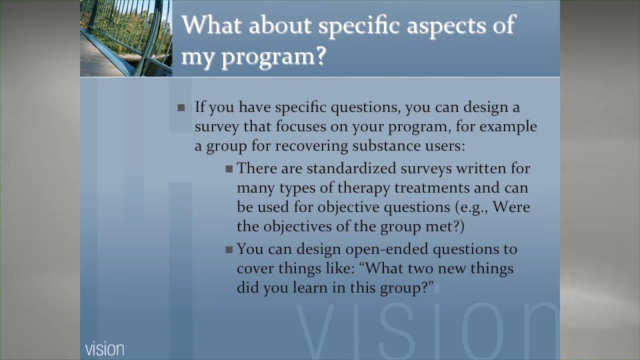 What about specific aspects of
my program?
If you have specific questions, you can design a
survey that focuses on your program, for example
a group for recovering substance users:
There are standardized surveys written for
many types of therapy treatments and can
be used for objective questions (e.g., Were
the objectives of the group met?)
You can design open-ended questions to
cover things like: “What two new things
did you learn in this group?”
vision
vision